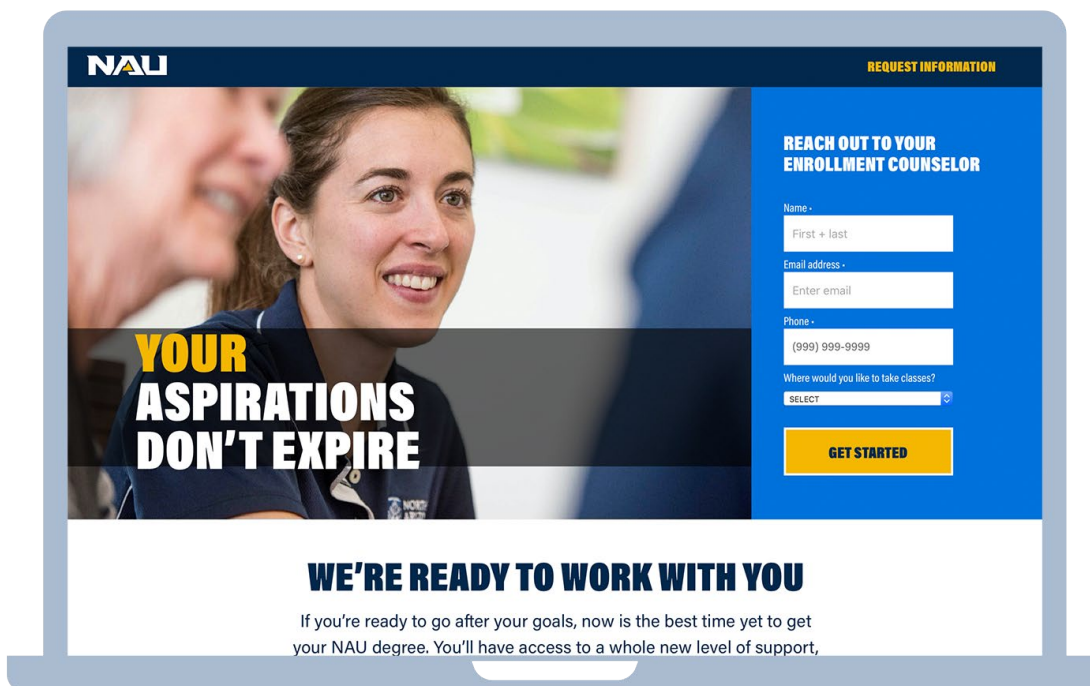 NAU
REQUEST INFORMATION
YOUR
ASPIRATIONS
DON'T EXPIRE
REACH OUT TO YOUR
ENROLLMENT COUNSELOR
Name •
First + last
Email address •
Enter email
Phone •
(999) 999-9999
Where would you like to take classes?
SELECT
GET STARTED
WE'RE READY TO WORK WITH YOU
If you're ready to go after your goals, now is the best time yet to get
your NAU degree. You'll have access to a whole new level of support,